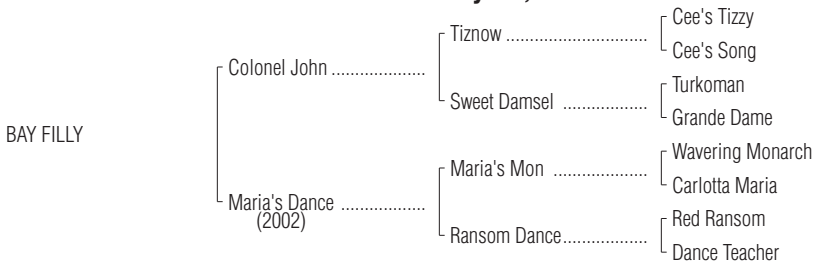 Cee's Tizzy
Tiznow ..............................
Cee's Song
Colonel John .....................
Turkoman
Sweet Damsel ..................
Grande Dame
BAY FILLY
Wavering Monarch
Maria's Mon ....................
Carlotta Maria
Maria's Dance ..................
(2002)
Red Ransom
Ransom Dance..................
Dance Teacher